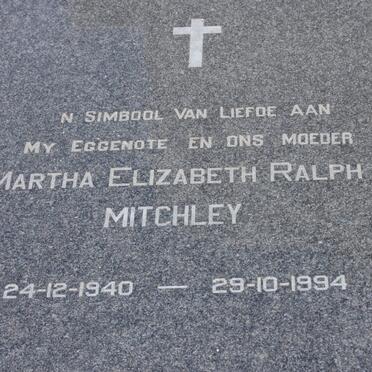 N SIMBOOL VAN LIEFDE AAN
MY EGGENOTE EN ONS MOEDER
MARTHA ELIZABETH RALPH
MITCHLEY
24-12-1940 — 29-10-1994